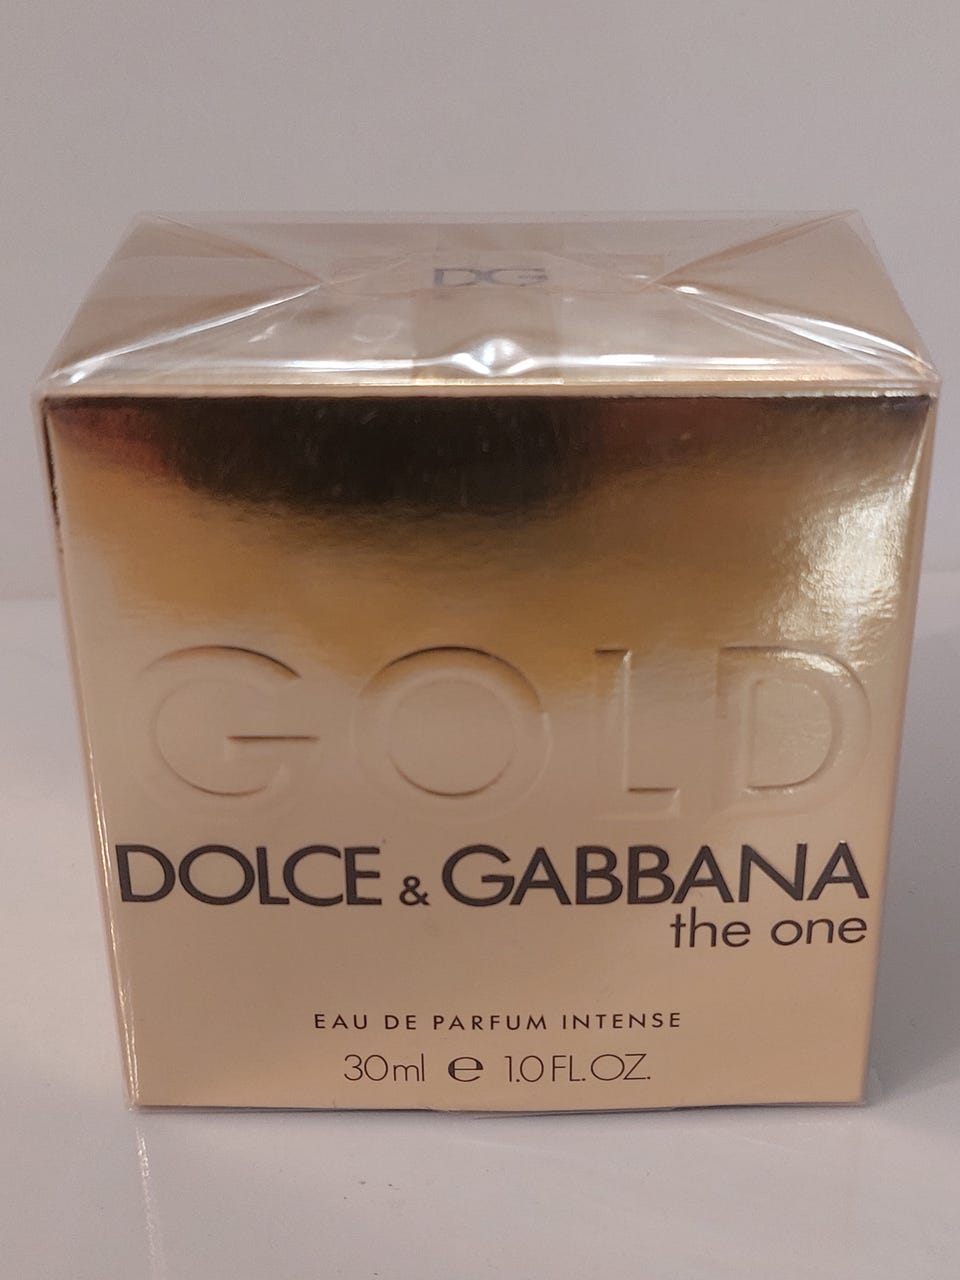 DG
GOLD
DOLCE & GABBANA
the one
EAU DE PARFUM INTENSE
30ml ℮ 1.0 FL.OZ.